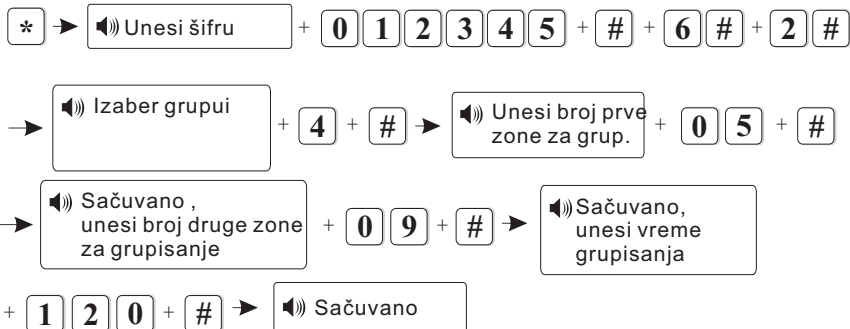 * Unesi šifru + 0 1 2 3 4 5 + # + 6 # + 2 #
Izaber grupui + 4 + # Unesi broj prve + 0 5 + #
zone za grup.
Sačuvano ,
unesi broj druge zone + 0 9 + # Sačuvano,
za grupisanje unesi vreme
grupisanja
+ 1 2 0 + # Sačuvano